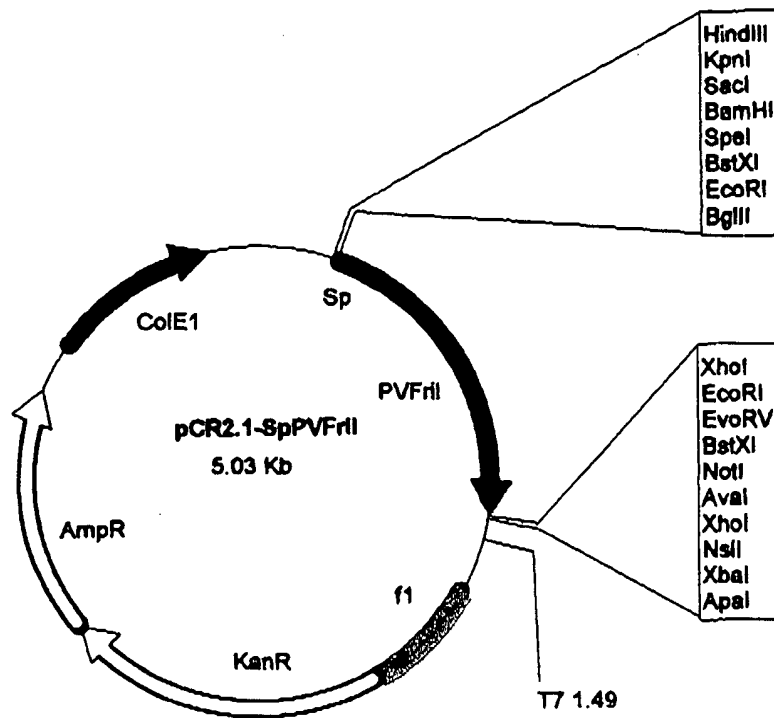 HindIII
KpnI
SacI
BamHI
SpeI
BstXI
EcoRI
BglII
Sp
ColE1
PVFrII
pCR2.1-SpPVFrII
5.03 Kb
XhoI
EcoRI
EvoRV
BstXI
NotI
AvaI
XhoI
NsiI
XbaI
ApaI
AmpR
f1
KanR
T7 1.49